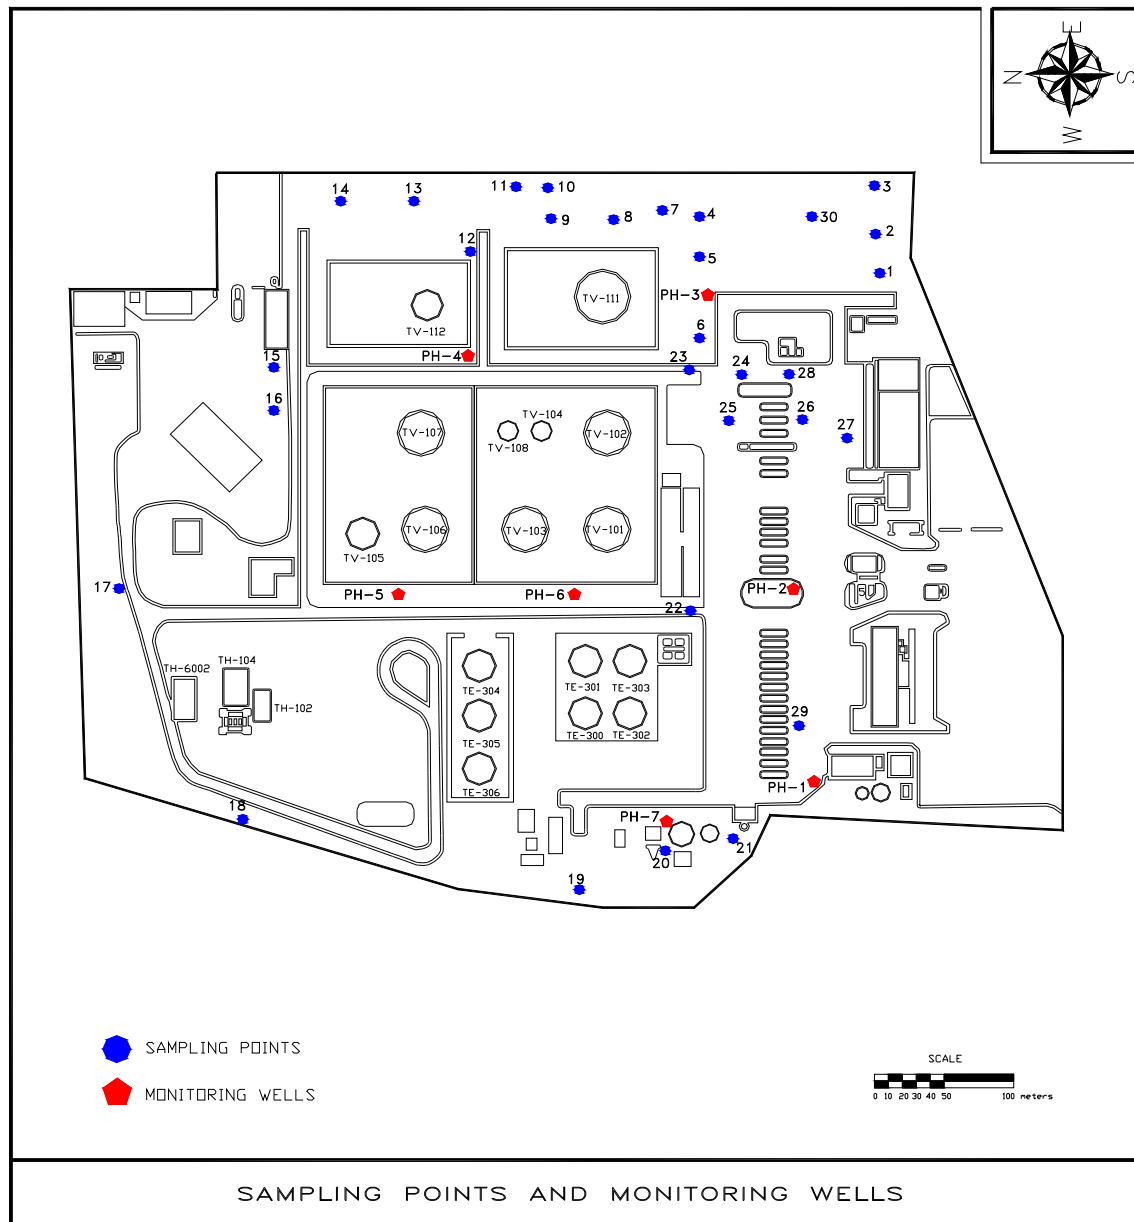 E
N S
W
3
11 10
14 13
7 4 30
9 8
2
12
5
1
PH-3
TV-111
TV-112
6
PH-4
23
15
24 28
16
TV-104
25 26
TV-107 TV-102
27
TV-108
TV-106 TV-103 TV-101
TV-105
17
PH-5 PH-6 PH-2
22
TH-6002 TH-104
TE-304 TE-301 TE-303
TH-102
29
TE-305 TE-300 TE-302
PH-1
TE-306
18
PH-7
21
20
19
SAMPLING POINTS
SCALE
MONITORING WELLS
0 10 20 30 40 50 100 meters
SAMPLING POINTS AND MONITORING WELLS